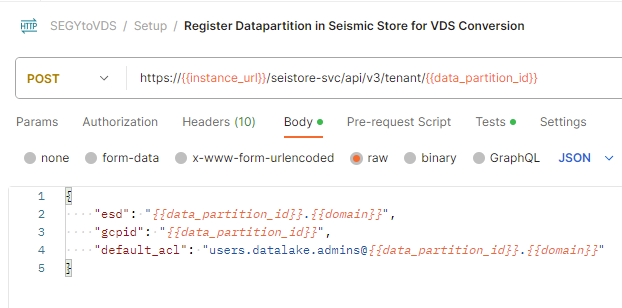 HTTP SEGYtoVDS / Setup / Register Datapartition in Seismic Store for VDS Conversion
POST https://{{instance_url}}/seistore-svc/api/v3/tenant/{{data_partition_id}}
Params Authorization Headers (10) Body Pre-request Script Tests Settings
none form-data x-www-form-urlencoded raw binary GraphQL JSON
1 {
2 "esd": "{{data_partition_id}}.{{domain}}",
3 "gcpid": "{{data_partition_id}}",
4 "default_acl": "users.datalake.admins@{{data_partition_id}}.{{domain}}"
5 }